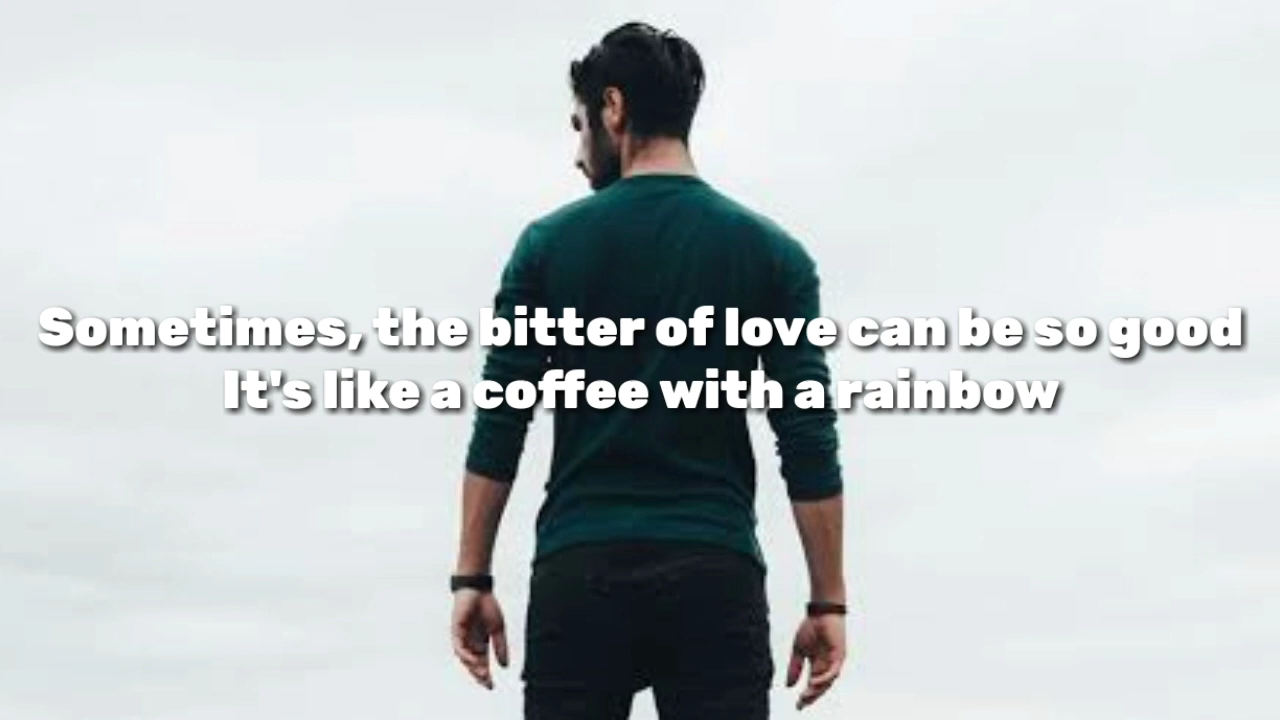 Sometimes, the bitter of love can be so good
It's like a coffee with a rainbow